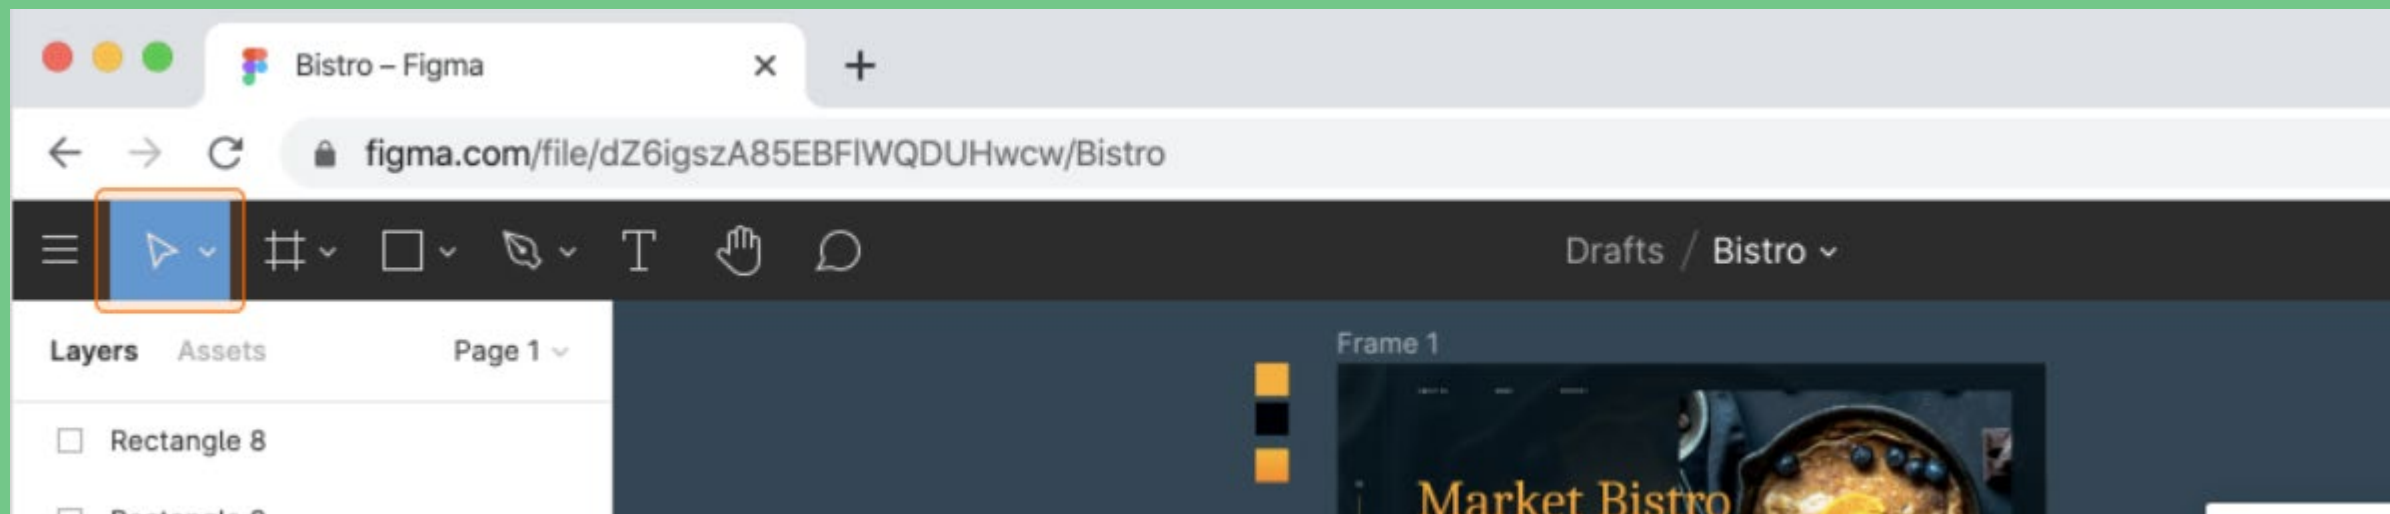 Bistro – Figma
figma.com/file/dZ6igszA85EBFlWQDUHwcw/Bistro
Drafts / Bistro
Layers Assets Page 1
Frame 1
Rectangle 8
Market Bistro